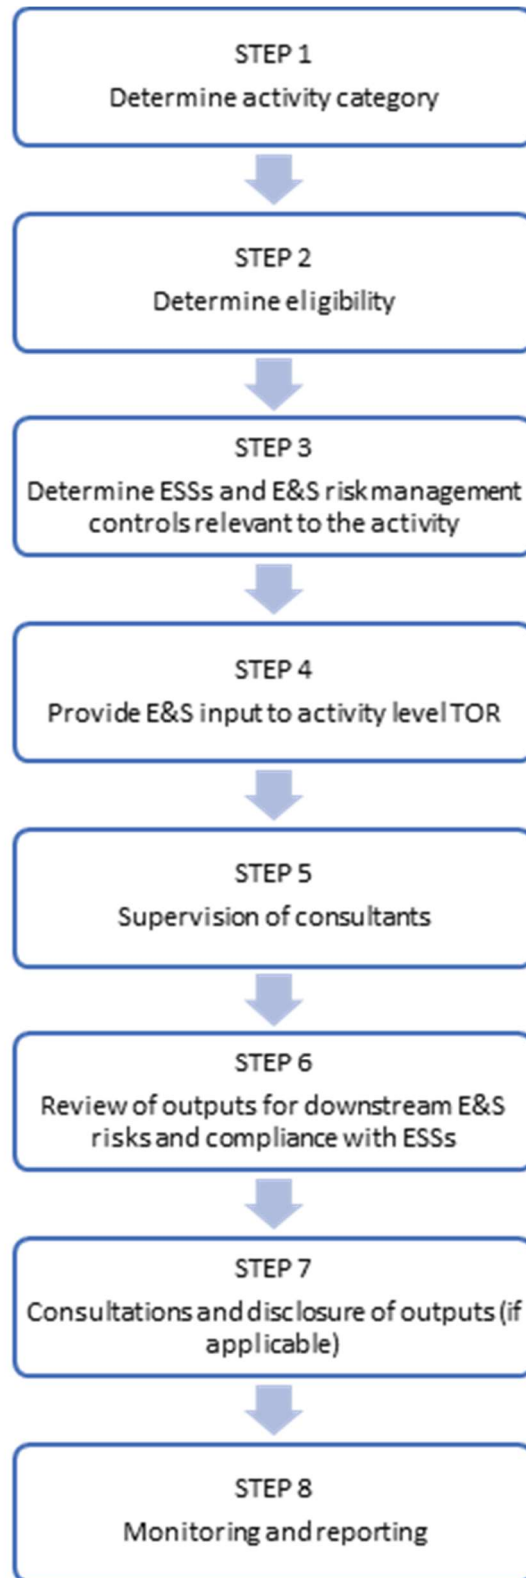 STEP 1
Determine activity category
STEP 2
Determine eligibility
STEP 3
Determine ESSs and E&S risk management
controls relevant to the activity
STEP 4
Provide E&S input to activity level TOR
STEP 5
Supervision of consultants
STEP 6
Review of outputs for downstream E&S
risks and compliance with ESSs
STEP 7
Consultations and disclosure of outputs (if
applicable)
STEP 8
Monitoring and reporting